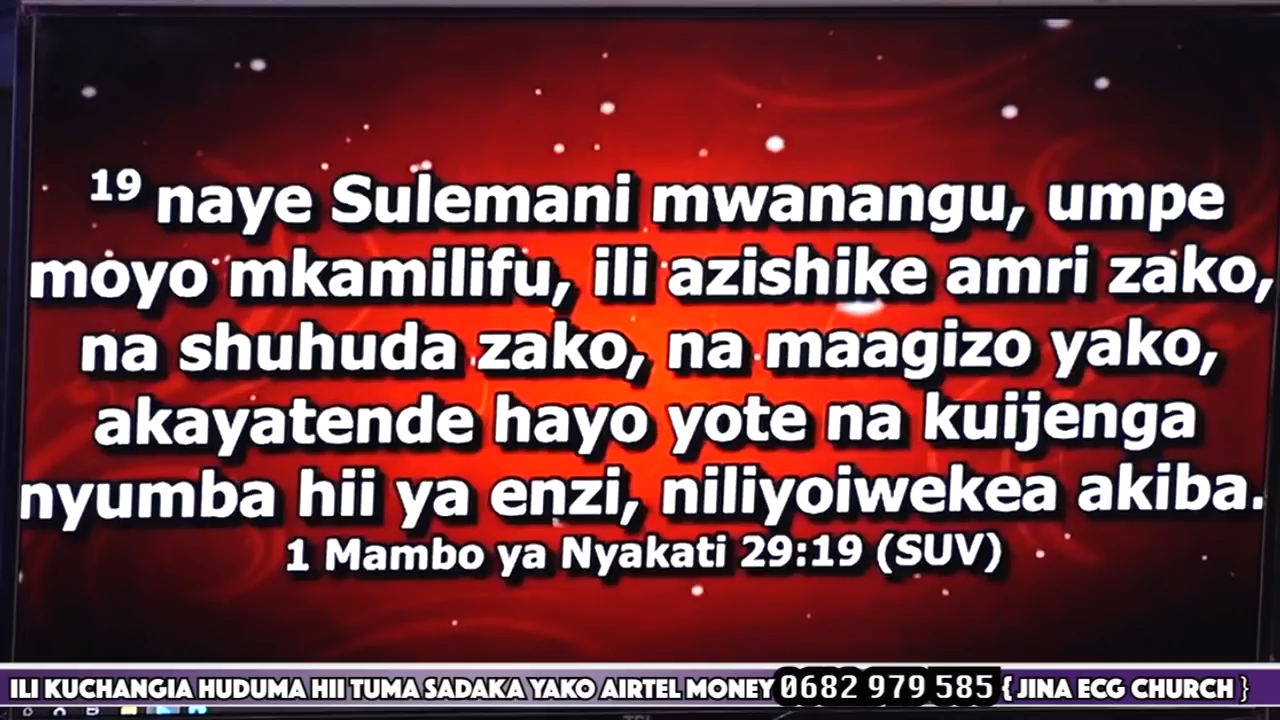 19 naye Sulemani mwanangu, umpe
moyo mkamilifu, ili azishike amri zako,
na shuhuda zako, na maagizo yako,
akayatende hayo yote na kuijenga
nyumba hii ya enzi, niliyoiwekea akiba.
1 Mambo ya Nyakati 29:19 (SUV)
ILI KUCHANGIA HUDUMA HII TUMA SADAKA YAKO AIRTEL MONEY 0682 979 585 { JINA ECG CHURCH }